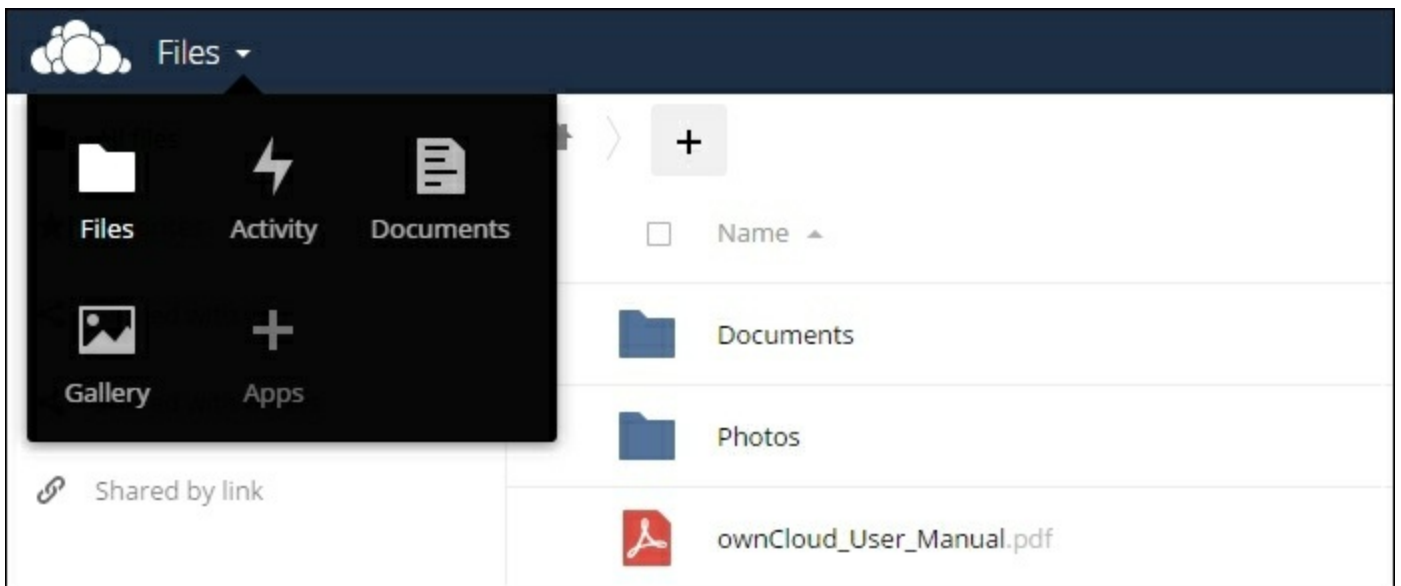 Files
Files Activity Documents
Name
Documents
Gallery Apps
Photos
Shared by link
ownCloud_User_Manual.pdf